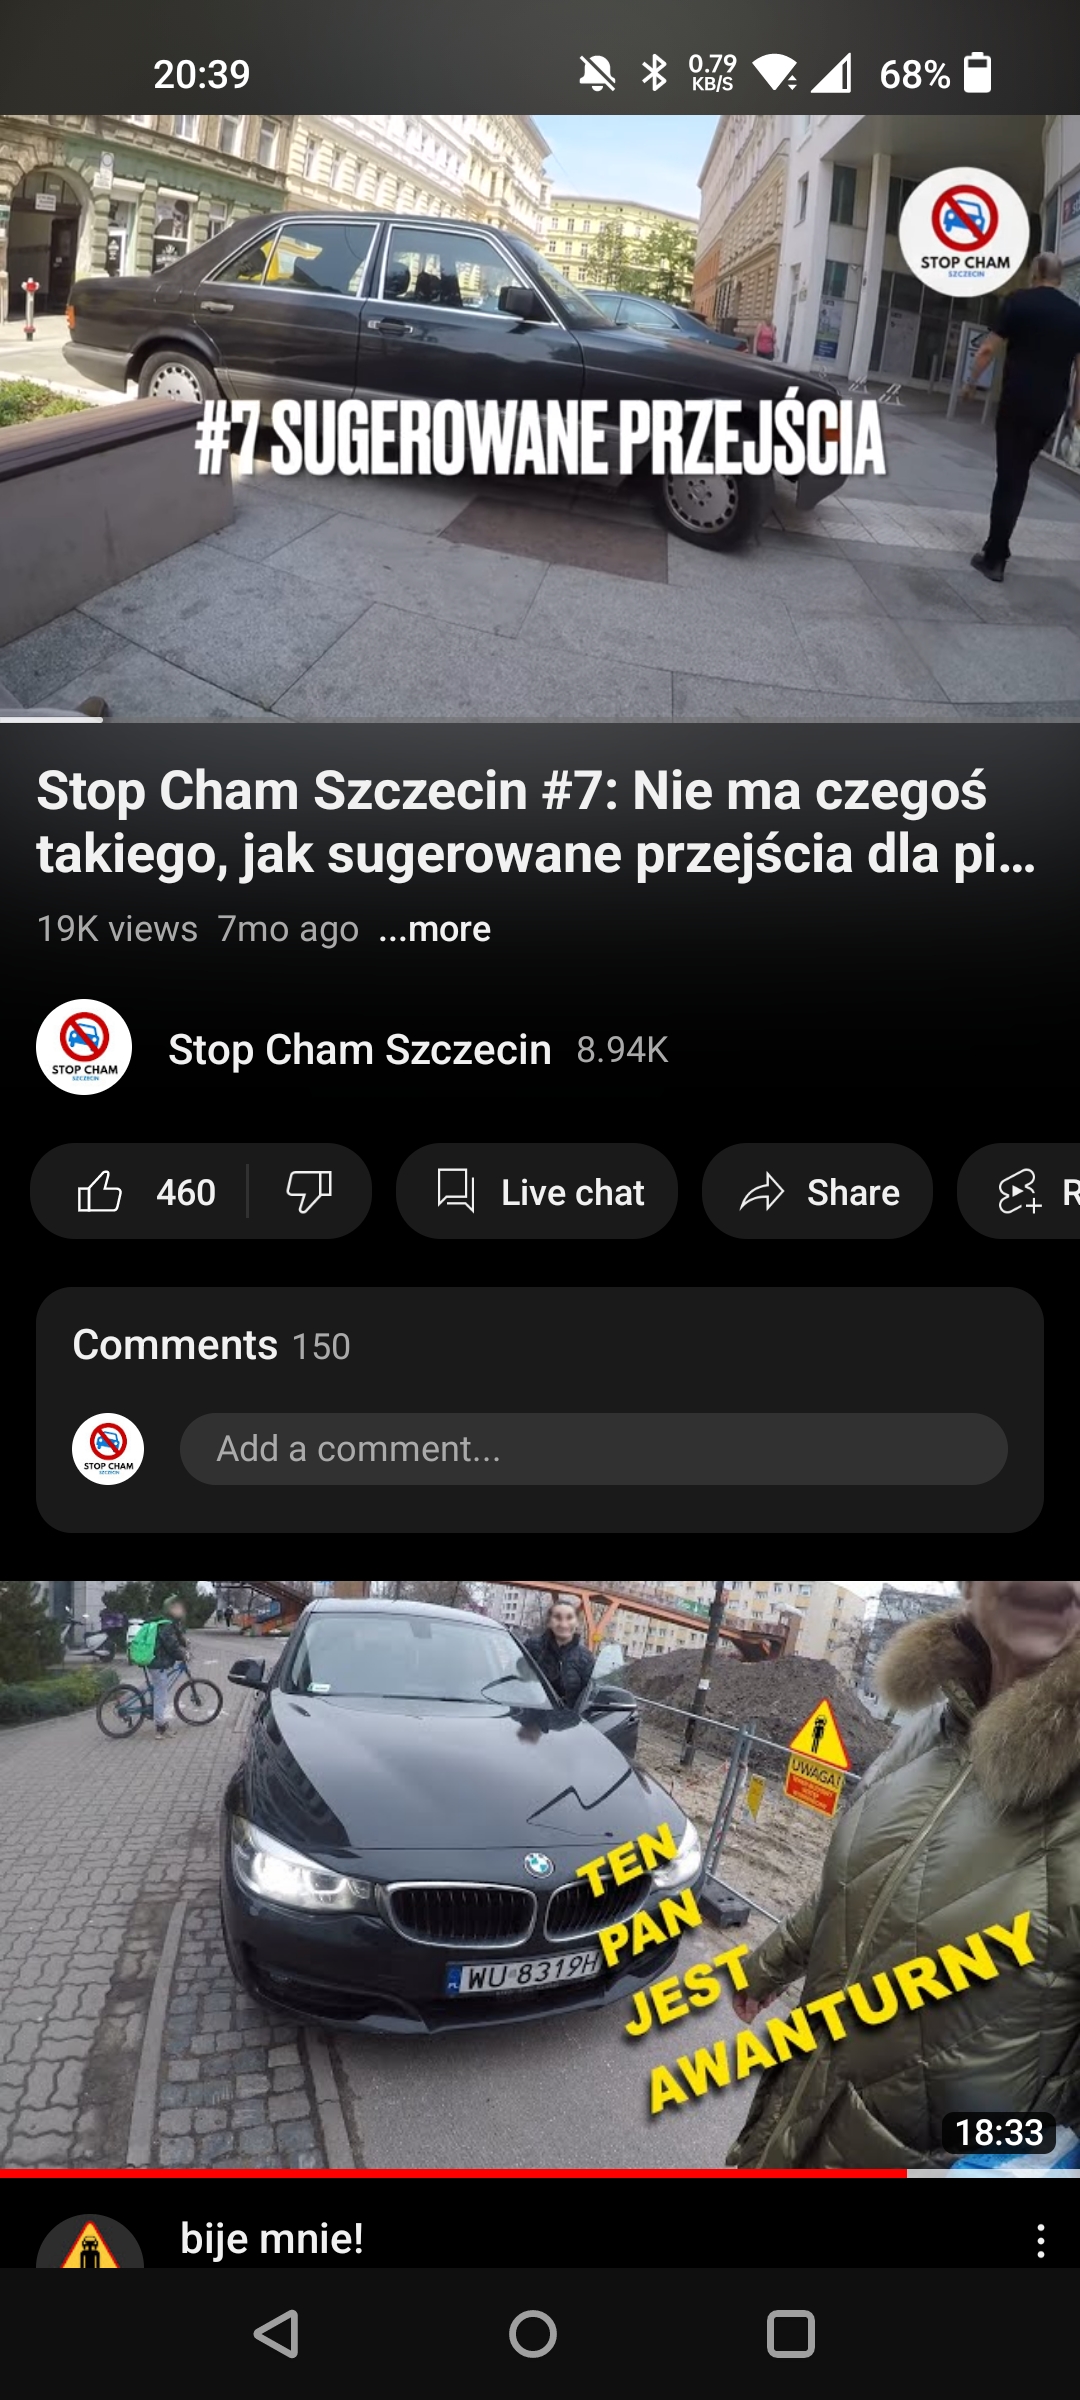 20:39
0.79
KB/S
68%
STOP CHAM
SZCZECIN
#7 SUGEROWANE PRZEJŚCIA
Stop Cham Szczecin #7: Nie ma czegoś
takiego, jak sugerowane przejścia dla pi...
19K views 7mo ago ...more
STOP CHAM
SZCZECIN
Stop Cham Szczecin 8.94K
460
Live chat
Share
R
Comments 150
STOP CHAM
SZCZECIN
Add a comment...
UWAGA!
TEN
PAN
JEST
AWANTURNY
WU 8319H
18:33
bije mnie!